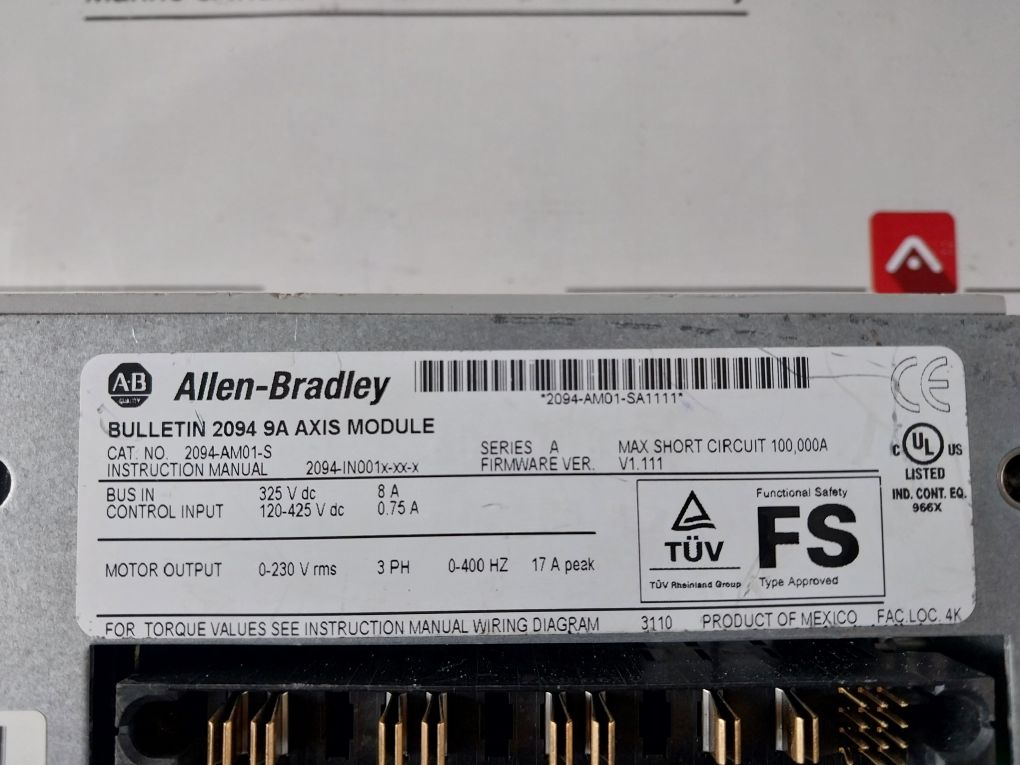 A-B
QUALITY
Allen-Bradley
*2094-AM01-SA1111*
CE
BULLETIN 2094 9A AXIS MODULE
CAT. NO. 2094-AM01-S
SERIES A
MAX SHORT CIRCUIT 100,000A
INSTRUCTION MANUAL 2094-IN001x-xx-x
FIRMWARE VER. V1.111
C UL US
LISTED
IND. CONT. EQ.
966X
BUS IN 325 V dc 8 A
CONTROL INPUT 120-425 V dc 0.75 A
MOTOR OUTPUT 0-230 V rms 3 PH 0-400 HZ 17 A peak
TÜV
TÜV Rheinland Group
Functional Safety
FS
Type Approved
FOR TORQUE VALUES SEE INSTRUCTION MANUAL WIRING DIAGRAM 3110 PRODUCT OF MEXICO FAC.LOC. 4K